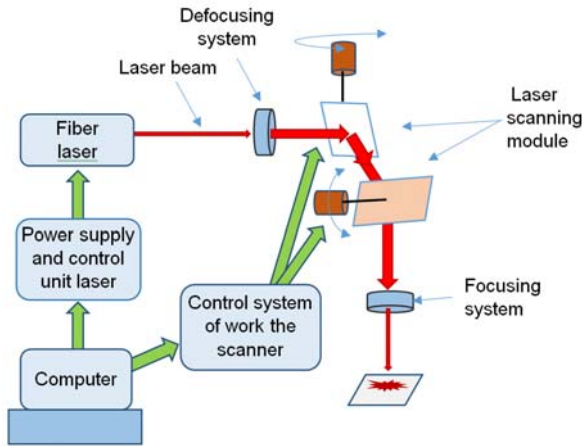 Defocusing
system
Laser beam
Laser
scanning
module
Fiber
laser
Power supply
and control
unit laser
Control system
of work the
scanner
Focusing
system
Computer